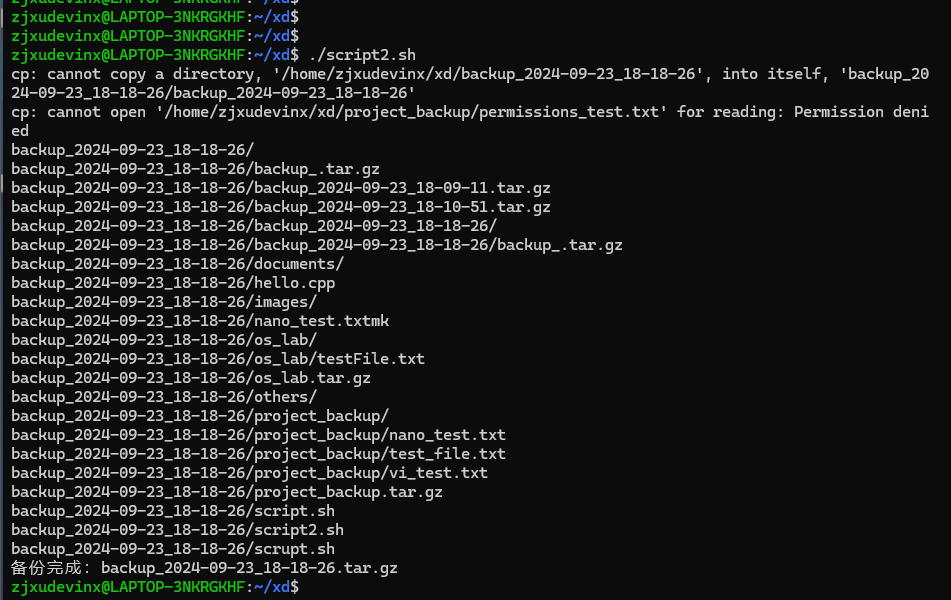 zjxudevinx@LAPTOP-3NKRGKHF:~/xd$
zjxudevinx@LAPTOP-3NKRGKHF:~/xd$
zjxudevinx@LAPTOP-3NKRGKHF:~/xd$ ./script2.sh
cp: cannot copy a directory, '/home/zjxudevinx/xd/backup_2024-09-23_18-18-26', into itself, 'backup_20
24-09-23_18-18-26/backup_2024-09-23_18-18-26'
cp: cannot open '/home/zjxudevinx/xd/project_backup/permissions_test.txt' for reading: Permission deni
ed
backup_2024-09-23_18-18-26/
backup_2024-09-23_18-18-26/backup_.tar.gz
backup_2024-09-23_18-18-26/backup_2024-09-23_18-09-11.tar.gz
backup_2024-09-23_18-18-26/backup_2024-09-23_18-10-51.tar.gz
backup_2024-09-23_18-18-26/backup_2024-09-23_18-18-26/
backup_2024-09-23_18-18-26/backup_2024-09-23_18-18-26/backup_.tar.gz
backup_2024-09-23_18-18-26/documents/
backup_2024-09-23_18-18-26/hello.cpp
backup_2024-09-23_18-18-26/images/
backup_2024-09-23_18-18-26/nano_test.txtmk
backup_2024-09-23_18-18-26/os_lab/
backup_2024-09-23_18-18-26/os_lab/testFile.txt
backup_2024-09-23_18-18-26/os_lab.tar.gz
backup_2024-09-23_18-18-26/others/
backup_2024-09-23_18-18-26/project_backup/
backup_2024-09-23_18-18-26/project_backup/nano_test.txt
backup_2024-09-23_18-18-26/project_backup/test_file.txt
backup_2024-09-23_18-18-26/project_backup/vi_test.txt
backup_2024-09-23_18-18-26/project_backup.tar.gz
backup_2024-09-23_18-18-26/script.sh
backup_2024-09-23_18-18-26/script2.sh
backup_2024-09-23_18-18-26/scrupt.sh
备份完成: backup_2024-09-23_18-18-26.tar.gz
zjxudevinx@LAPTOP-3NKRGKHF:~/xd$